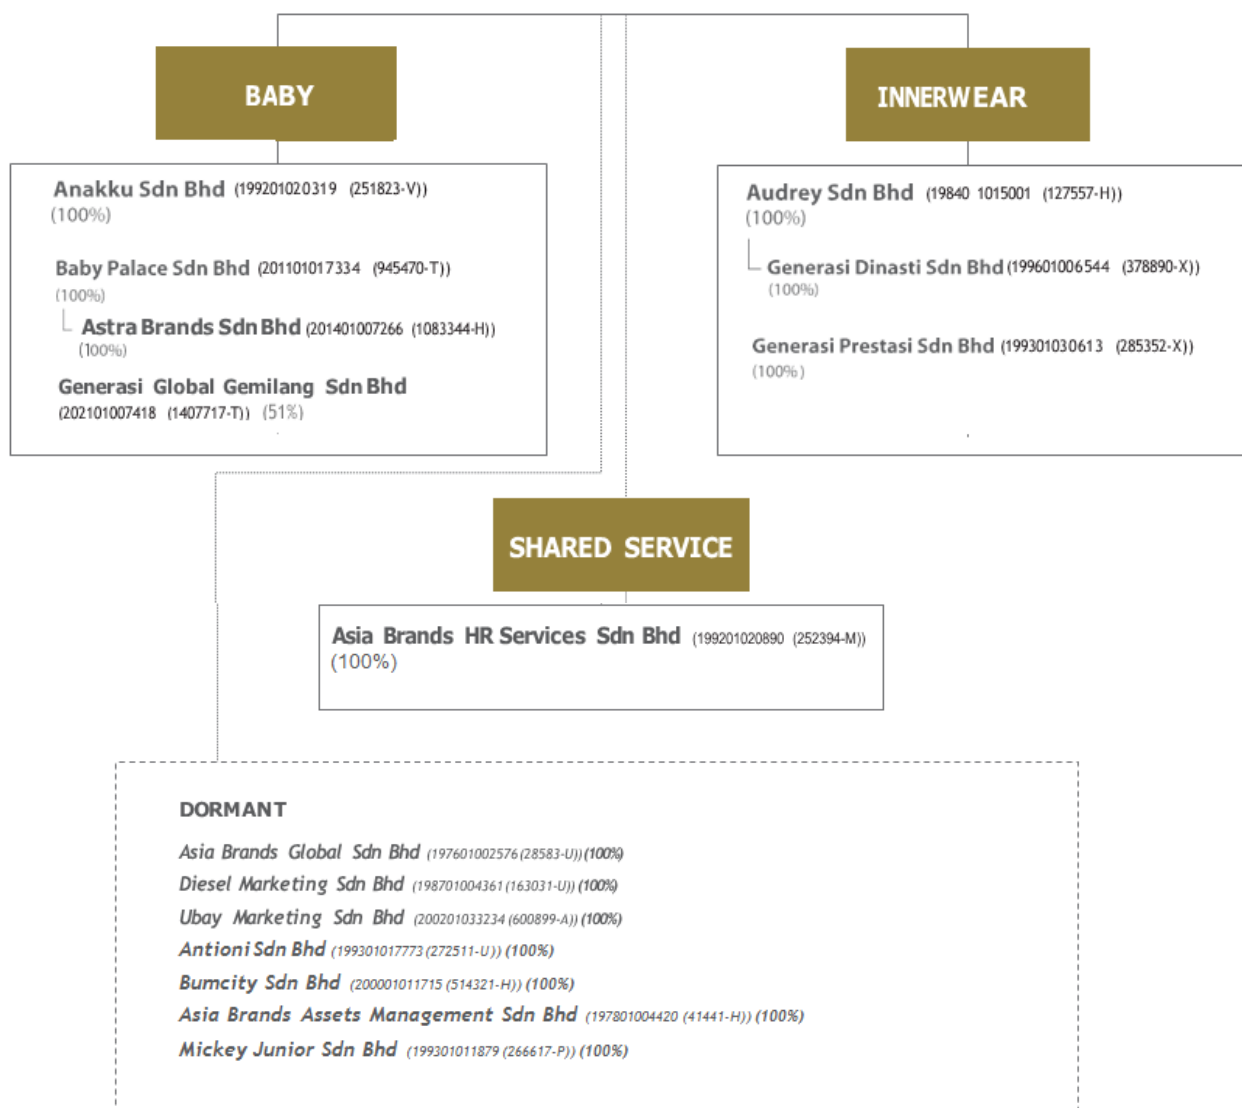 BABY
Anakku Sdn Bhd (199201020319 (251823-V))
(100%)
Baby Palace Sdn Bhd (201101017334 (945470-T))
(100%)
Astra Brands Sdn Bhd (201401007266 (1083344-H))
(100%)
Generasi Global Gemilang Sdn Bhd
(202101007418 (1407717-T)) (51%)
INNERWEAR
Audrey Sdn Bhd (19840 1015001 (127557-H))
(100%)
Generasi Dinasti Sdn Bhd (199601006544 (378890-X))
(100%)
Generasi Prestasi Sdn Bhd (199301030613 (285352-X))
(100%)
SHARED SERVICE
Asia Brands HR Services Sdn Bhd (199201020890 (252394-M))
(100%)
DORMANT
Asia Brands Global Sdn Bhd (197601002576 (28583-U)) (100%)
Diesel Marketing Sdn Bhd (198701004361 (163031-U)) (100%)
Ubay Marketing Sdn Bhd (200201033234 (600899-A)) (100%)
Antioni Sdn Bhd (199301017773 (272511-U)) (100%)
Bumcity Sdn Bhd (200001011715 (514321-H)) (100%)
Asia Brands Assets Management Sdn Bhd (197801004420 (41441-H)) (100%)
Mickey Junior Sdn Bhd (199301011879 (266617-P)) (100%)